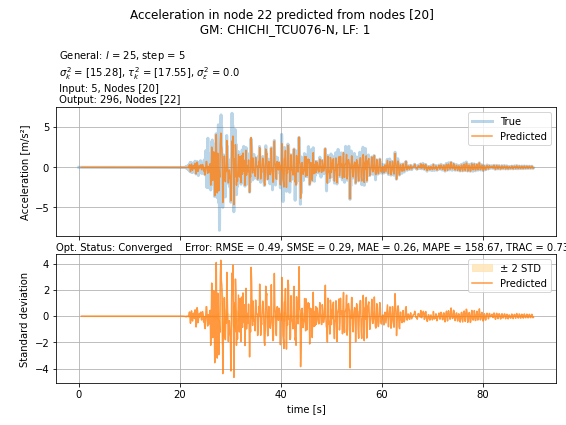 Acceleration in node 22 predicted from nodes [20]
GM: CHICHI_TCU076-N, LF: 1
General: l = 25, step = 5
σ²ₖ = [15.28], τ²ₖ = [17.55], σ²ε = 0.0
Input: 5, Nodes [20]
Output: 296, Nodes [22]
Acceleration [m/s²]
5
0
−5
True
Predicted
Opt. Status: Converged Error: RMSE = 0.49, SMSE = 0.29, MAE = 0.26, MAPE = 158.67, TRAC = 0.73
Standard deviation
4
2
0
−2
−4
± 2 STD
Predicted
0 20 40 60 80
time [s]